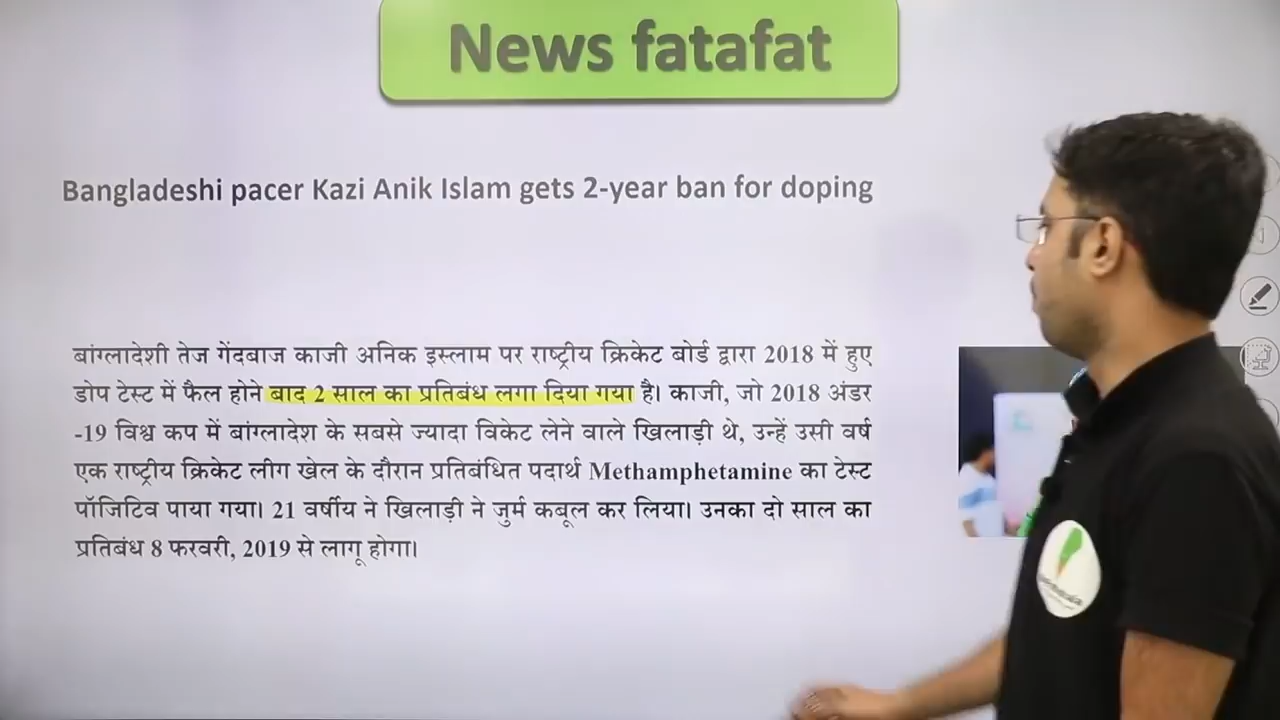 News fatafat
Bangladeshi pacer Kazi Anik Islam gets 2-year ban for doping
बांग्लादेशी तेज गेंदबाज काजी अनिक इस्लाम पर राष्ट्रीय क्रिकेट बोर्ड द्वारा 2018 में हुए
डोप टेस्ट में फैल होने बाद 2 साल का प्रतिबंध लगा दिया गया है। काजी, जो 2018 अंडर
-19 विश्व कप में बांग्लादेश के सबसे ज्यादा विकेट लेने वाले खिलाड़ी थे, उन्हें उसी वर्ष
एक राष्ट्रीय क्रिकेट लीग खेल के दौरान प्रतिबंधित पदार्थ Methamphetamine का टेस्ट
पॉजिटिव पाया गया। 21 वर्षीय ने खिलाड़ी ने जुर्म कबूल कर लिया। उनका दो साल का
प्रतिबंध 8 फरवरी, 2019 से लागू होगा।